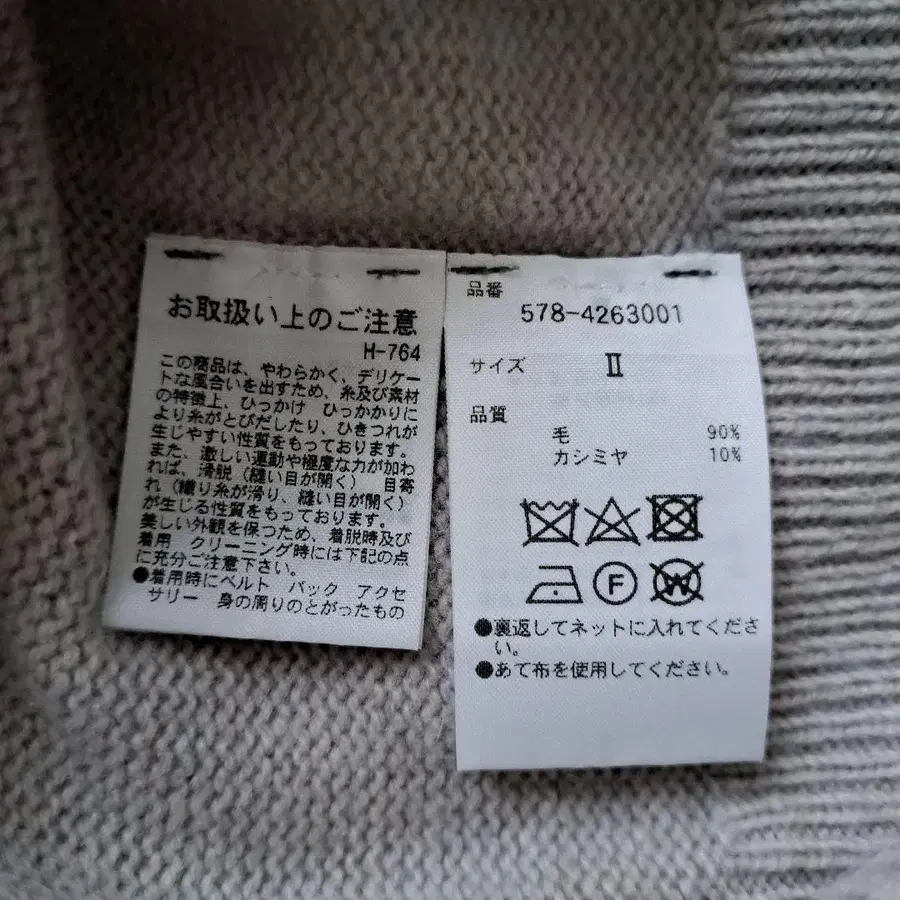 お取扱い上のご注意
H-764
この商品は、やわらかく、デリケー
トな風合いを出すため、糸及び素材
の特徴上、ひっかけ ひっかかりに
より糸がとびだしたり、ひきつれが
生じやすい性質をもっております。
また、激しい運動や極度な力が加わ
れば、滑脱（縫い目が開く） 目寄
れ（織り糸が滑り、縫い目が開く）
が生じる性質をもっております。
美しい外観を保つため、着脱時及び
着用 クリーニング時には下記の点
に充分ご注意下さい。
●着用時にベルト バック アクセ
サリー 身の周りのとがったもの
品番
578-4263001
サイズ Ⅱ
品質
毛 90%
カシミヤ 10%
F
W
●裏返してネットに入れてくださ
い。
●あて布を使用してください。